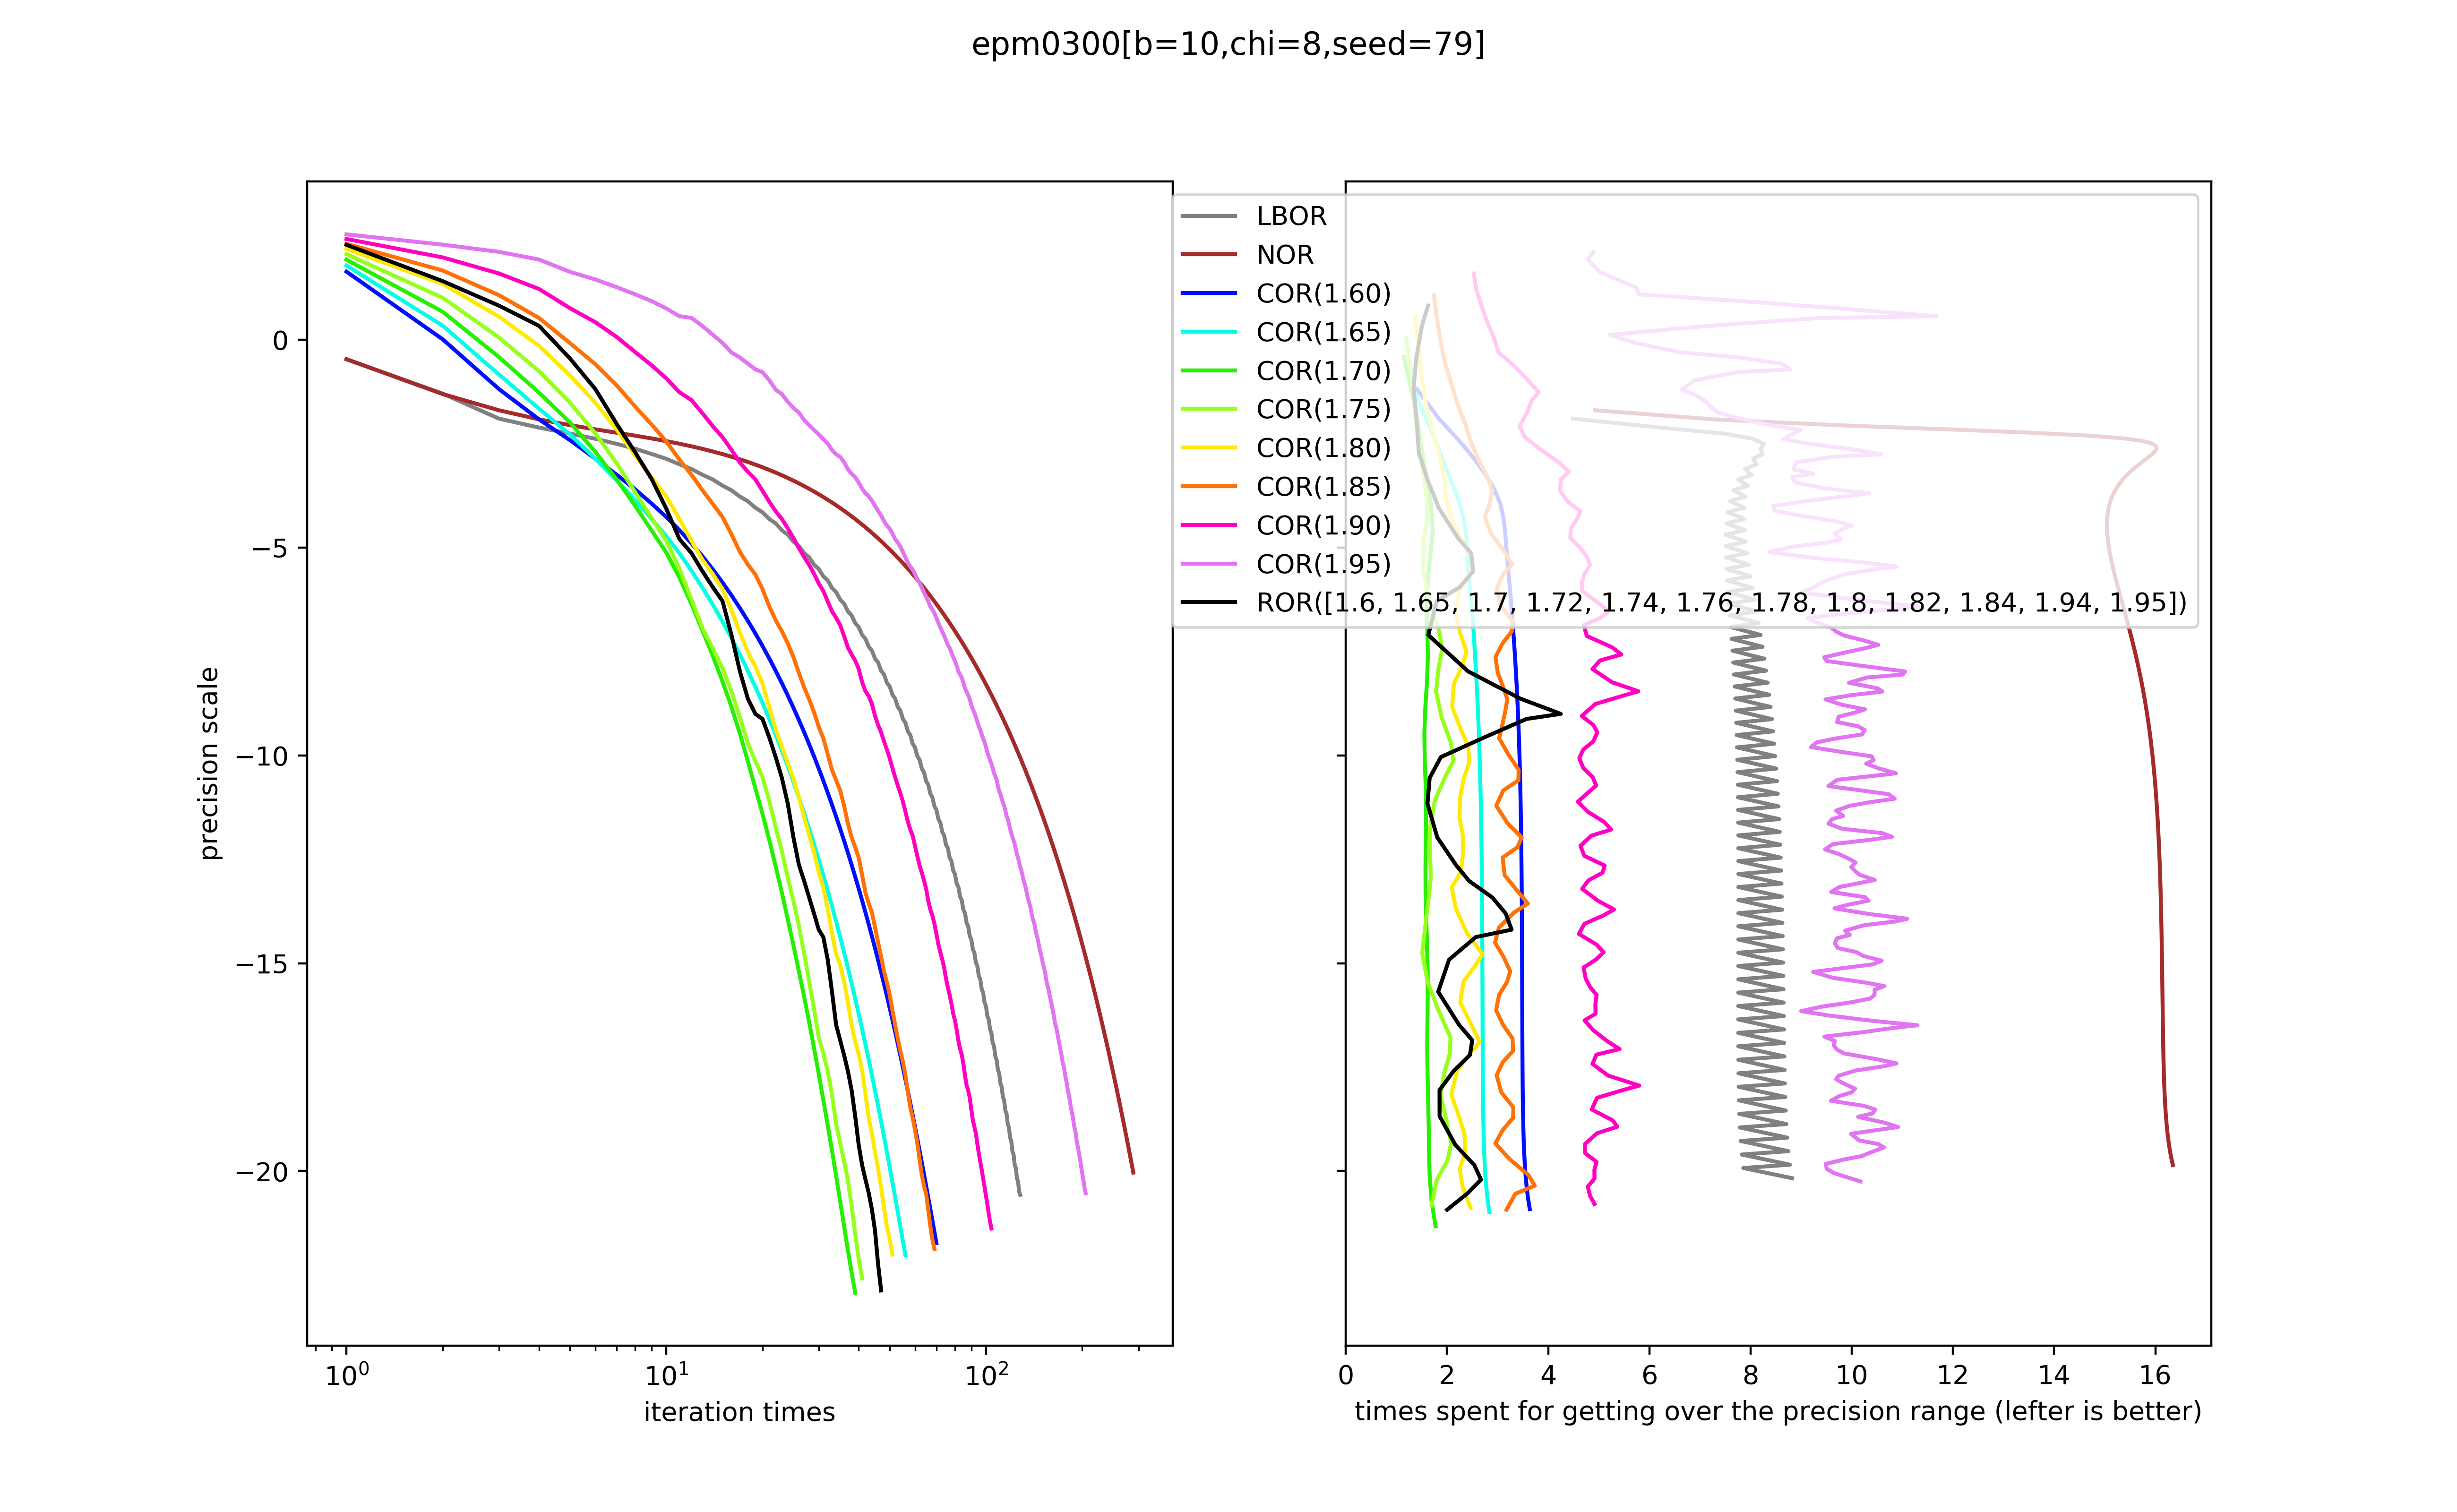 epm0300[b=10,chi=8,seed=79]
LBOR
NOR
COR(1.60)
COR(1.65)
COR(1.70)
COR(1.75)
COR(1.80)
COR(1.85)
COR(1.90)
COR(1.95)
ROR([1.6, 1.65, 1.7, 1.72, 1.74, 1.76, 1.78, 1.8, 1.82, 1.84, 1.94, 1.95])
precision scale
0
−5
−10
−15
−20
10⁰ 10¹ 10²
iteration times
0 2 4 6 8 10 12 14 16
times spent for getting over the precision range (lefter is better)